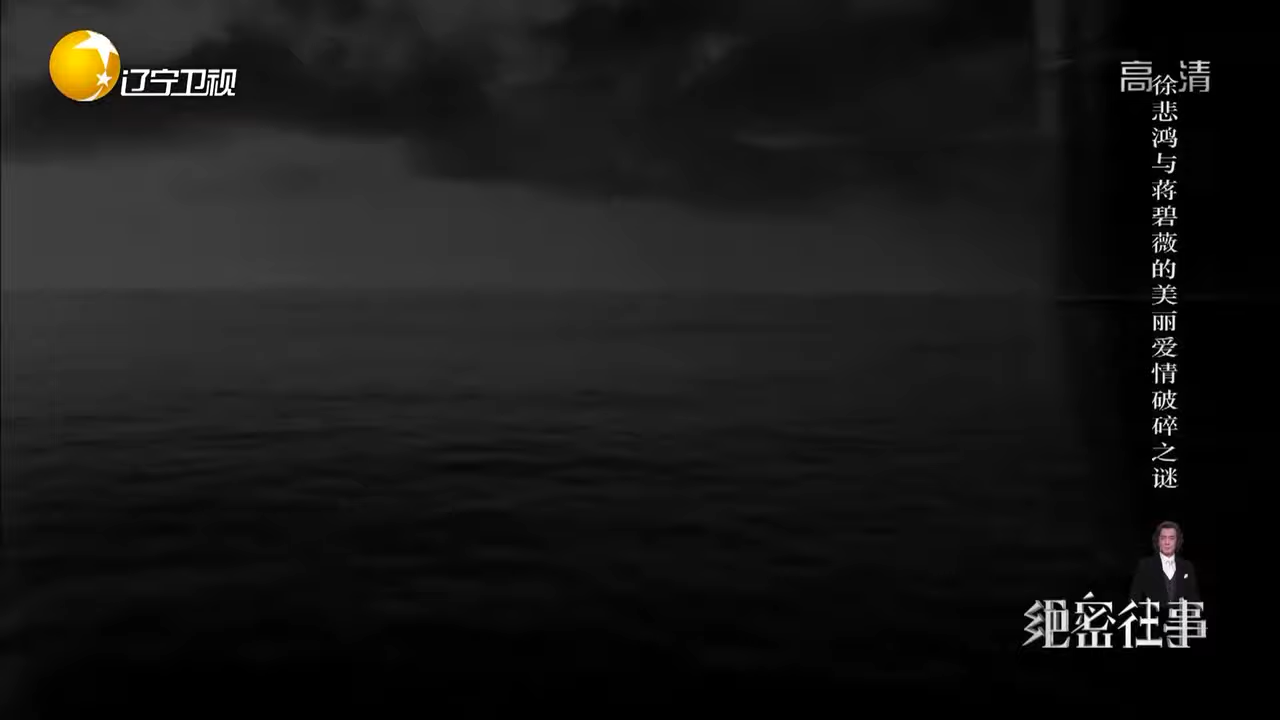 辽宁卫视
高清
徐悲鸿与蒋碧薇的美丽爱情破碎之谜
绝密往事